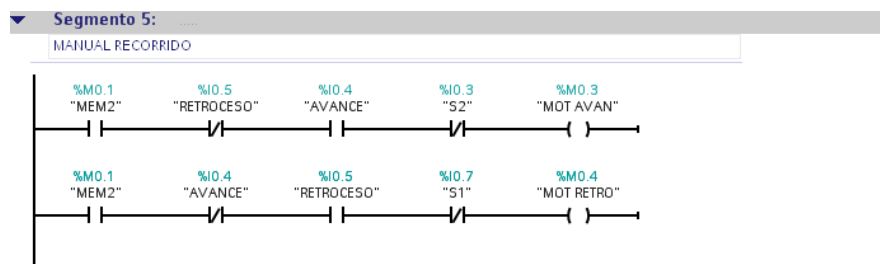 Segmento 5: .....
MANUAL RECORRIDO
%M0.1 %I0.5 %I0.4 %I0.3 %M0.3
"MEM2" "RETROCESO" "AVANCE" "S2" "MOT AVAN"
%M0.1 %I0.4 %I0.5 %I0.7 %M0.4
"MEM2" "AVANCE" "RETROCESO" "S1" "MOT RETRO"